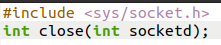 #include <sys/socket.h>
int close(int socketd);